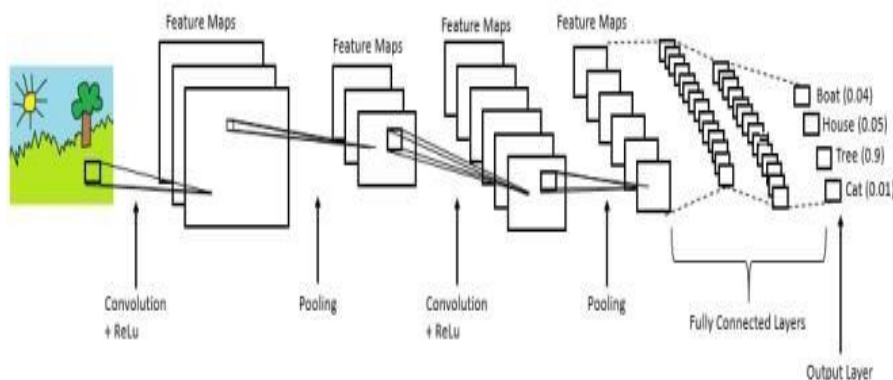 Feature Maps
Feature Maps
Feature Maps
Feature Maps
Boat (0.04)
House (0.05)
Tree (0.9)
Cat (0.01)
Convolution
+ ReLu
Pooling
Convolution
+ ReLu
Pooling
Fully Connected Layers
Output Layer